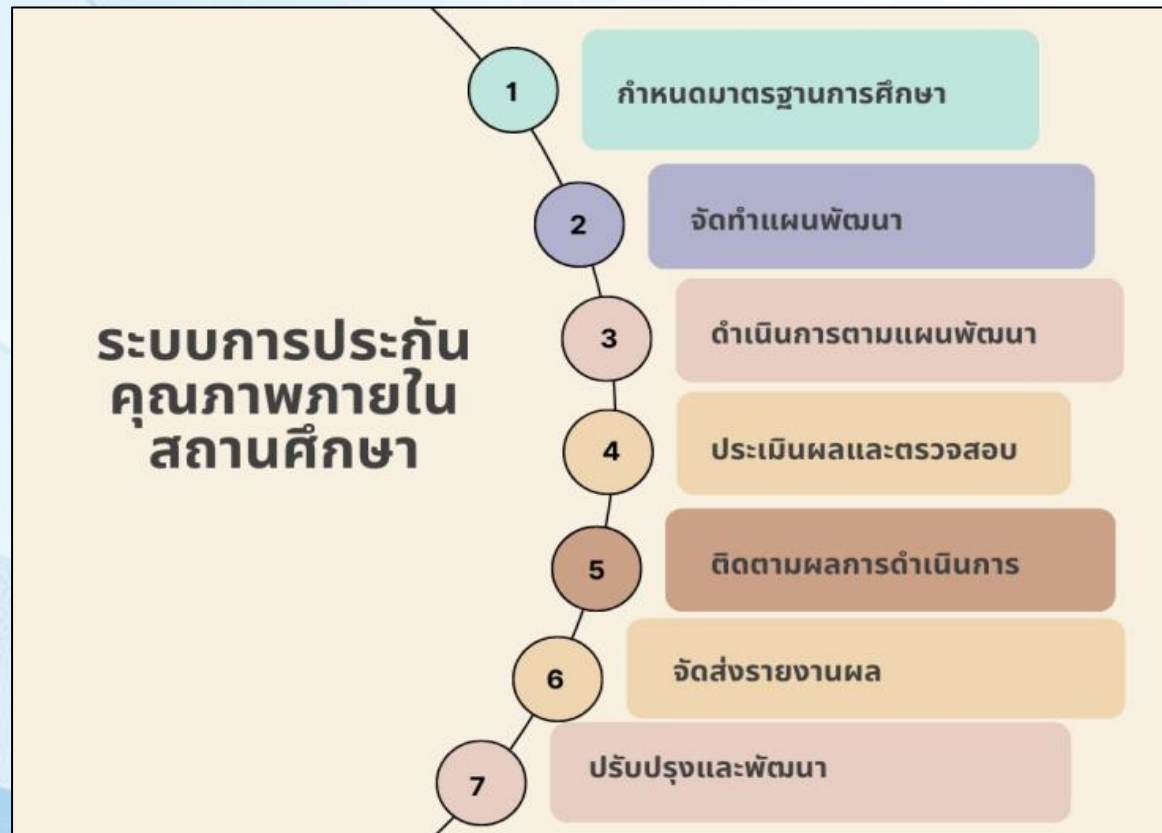 ระบบการประกัน
คุณภาพภายใน
สถานศึกษา
1 กำหนดมาตรฐานการศึกษา
2 จัดทำแผนพัฒนา
3 ดำเนินการตามแผนพัฒนา
4 ประเมินผลและตรวจสอบ
5 ติดตามผลการดำเนินการ
6 จัดส่งรายงานผล
7 ปรับปรุงและพัฒนา